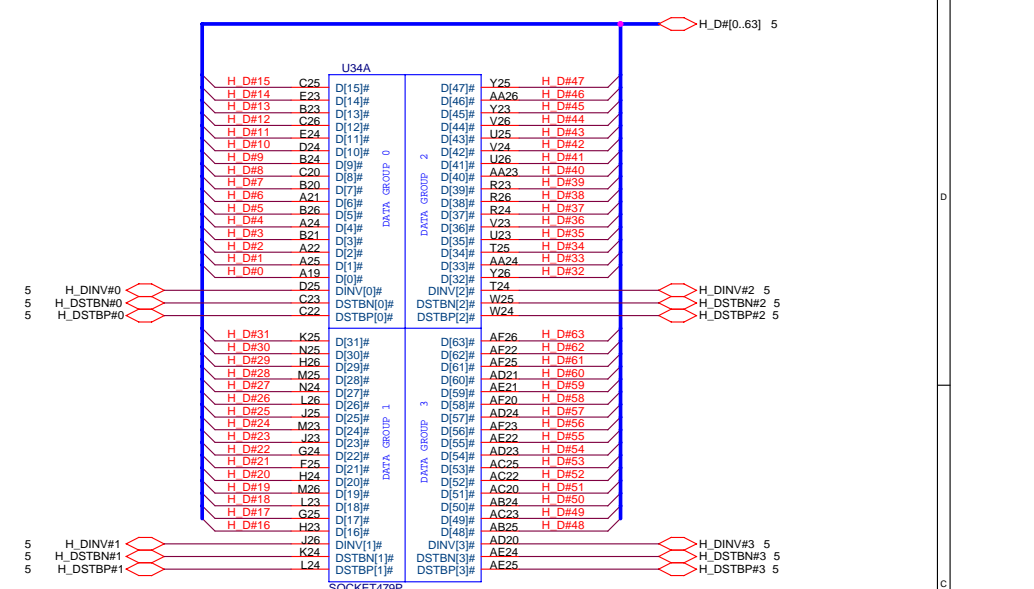 H_D#[0..63] 5
U34A
H_D#15 C25 D[15]# D[47]# Y25 H_D#47
H_D#14 E23 D[14]# D[46]# AA26 H_D#46
H_D#13 B23 D[13]# D[45]# Y23 H_D#45
H_D#12 C26 D[12]# D[44]# V26 H_D#44
H_D#11 E24 D[11]# D[43]# U25 H_D#43
H_D#10 D24 D[10]# D[42]# V24 H_D#42
H_D#9 B24 D[9]# D[41]# U26 H_D#41
H_D#8 C20 D[8]# D[40]# AA23 H_D#40
H_D#7 B20 D[7]# D[39]# R23 H_D#39
H_D#6 A21 D[6]# D[38]# R26 H_D#38
H_D#5 B26 D[5]# D[37]# R24 H_D#37
H_D#4 A24 D[4]# D[36]# V23 H_D#36
H_D#3 B21 D[3]# D[35]# U23 H_D#35
H_D#2 A22 D[2]# D[34]# T25 H_D#34
H_D#1 A25 D[1]# D[33]# AA24 H_D#33
H_D#0 A19 D[0]# D[32]# Y26 H_D#32
DATA GROUP 0
DATA GROUP 2
5 H_DINV#0 D25 DINV[0]# DINV[2]# T24 H_DINV#2 5
5 H_DSTBN#0 C23 DSTBN[0]# DSTBN[2]# W25 H_DSTBN#2 5
5 H_DSTBP#0 C22 DSTBP[0]# DSTBP[2]# W24 H_DSTBP#2 5
H_D#31 K25 D[31]# D[63]# AF26 H_D#63
H_D#30 N25 D[30]# D[62]# AF22 H_D#62
H_D#29 H26 D[29]# D[61]# AF25 H_D#61
H_D#28 M25 D[28]# D[60]# AD21 H_D#60
H_D#27 N24 D[27]# D[59]# AE21 H_D#59
H_D#26 L26 D[26]# D[58]# AF20 H_D#58
H_D#25 J25 D[25]# D[57]# AD24 H_D#57
H_D#24 M23 D[24]# D[56]# AF23 H_D#56
H_D#23 J23 D[23]# D[55]# AE22 H_D#55
H_D#22 G24 D[22]# D[54]# AD23 H_D#54
H_D#21 F25 D[21]# D[53]# AC25 H_D#53
H_D#20 H24 D[20]# D[52]# AC22 H_D#52
H_D#19 M26 D[19]# D[51]# AC20 H_D#51
H_D#18 L23 D[18]# D[50]# AB24 H_D#50
H_D#17 G25 D[17]# D[49]# AC23 H_D#49
H_D#16 H23 D[16]# D[48]# AB25 H_D#48
DATA GROUP 1
DATA GROUP 3
5 H_DINV#1 J26 DINV[1]# DINV[3]# AD20 H_DINV#3 5
5 H_DSTBN#1 K24 DSTBN[1]# DSTBN[3]# AE24 H_DSTBN#3 5
5 H_DSTBP#1 L24 DSTBP[1]# DSTBP[3]# AE25 H_DSTBP#3 5
SOCKET479P
D
C